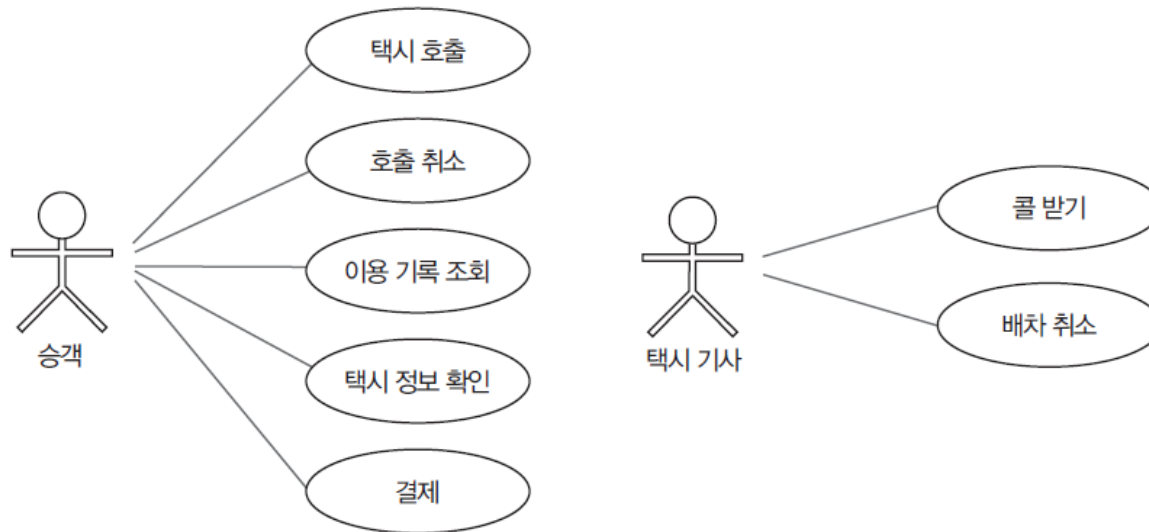 택시 호출
호출 취소
이용 기록 조회
택시 정보 확인
결제
승객
콜 받기
배차 취소
택시 기사